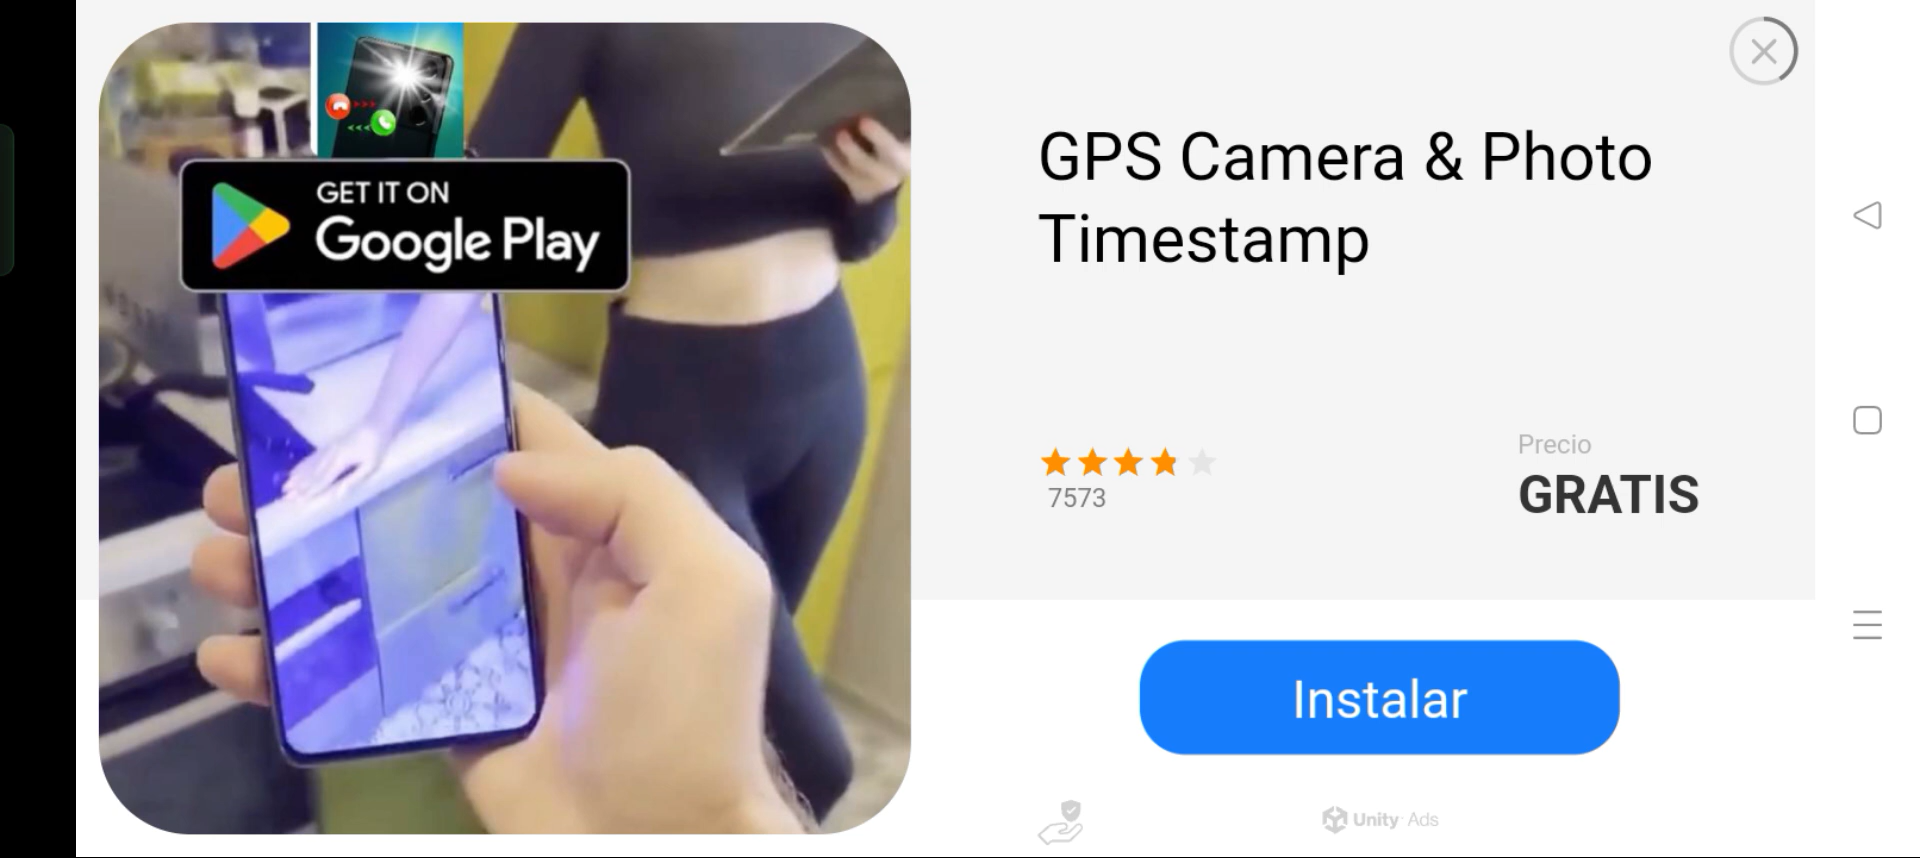 GET IT ON
Google Play
GPS Camera & Photo
Timestamp
7573
Precio
GRATIS
Instalar
Unity Ads